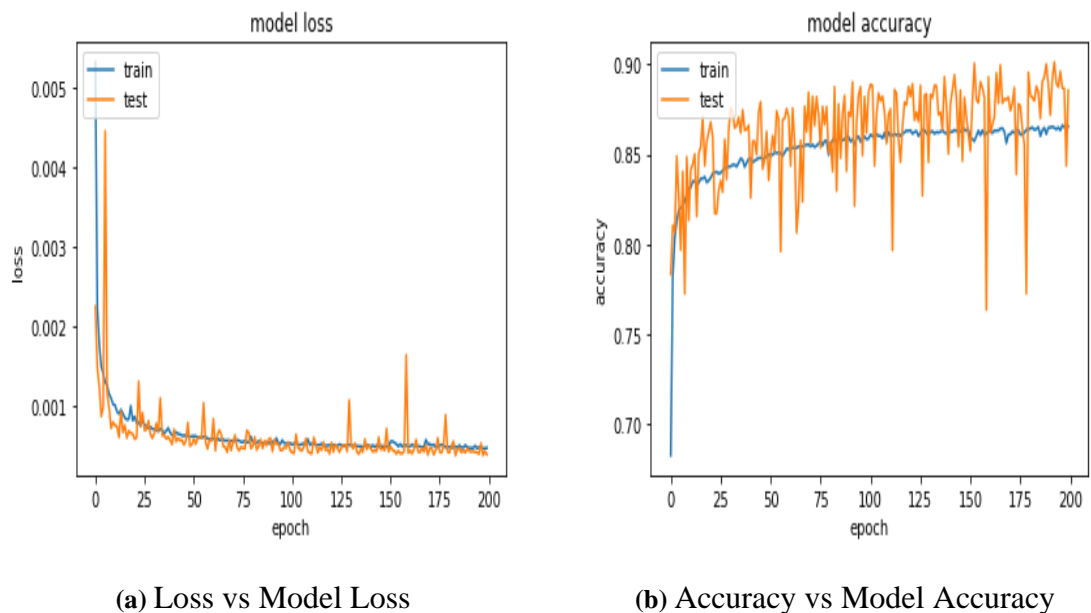 model loss
train
test
0.005
0.004
0.003
0.002
0.001
loss
0 25 50 75 100 125 150 175 200
epoch
(a) Loss vs Model Loss
model accuracy
train
test
0.90
0.85
0.80
0.75
0.70
accuracy
0 25 50 75 100 125 150 175 200
epoch
(b) Accuracy vs Model Accuracy